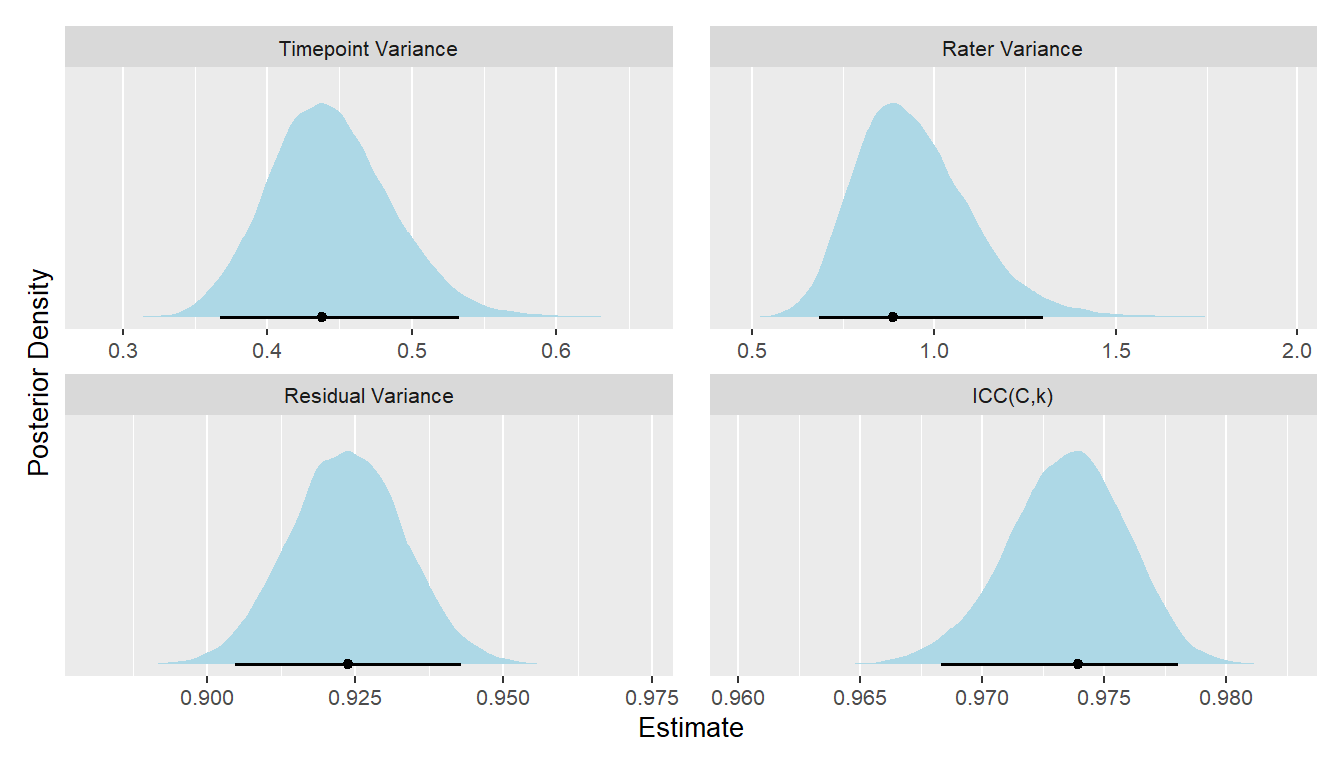 Timepoint Variance
Rater Variance
0.3 0.4 0.5 0.6
0.5 1.0 1.5 2.0
Residual Variance
ICC(C,k)
0.900 0.925 0.950 0.975
0.960 0.965 0.970 0.975 0.980
Estimate
Posterior Density